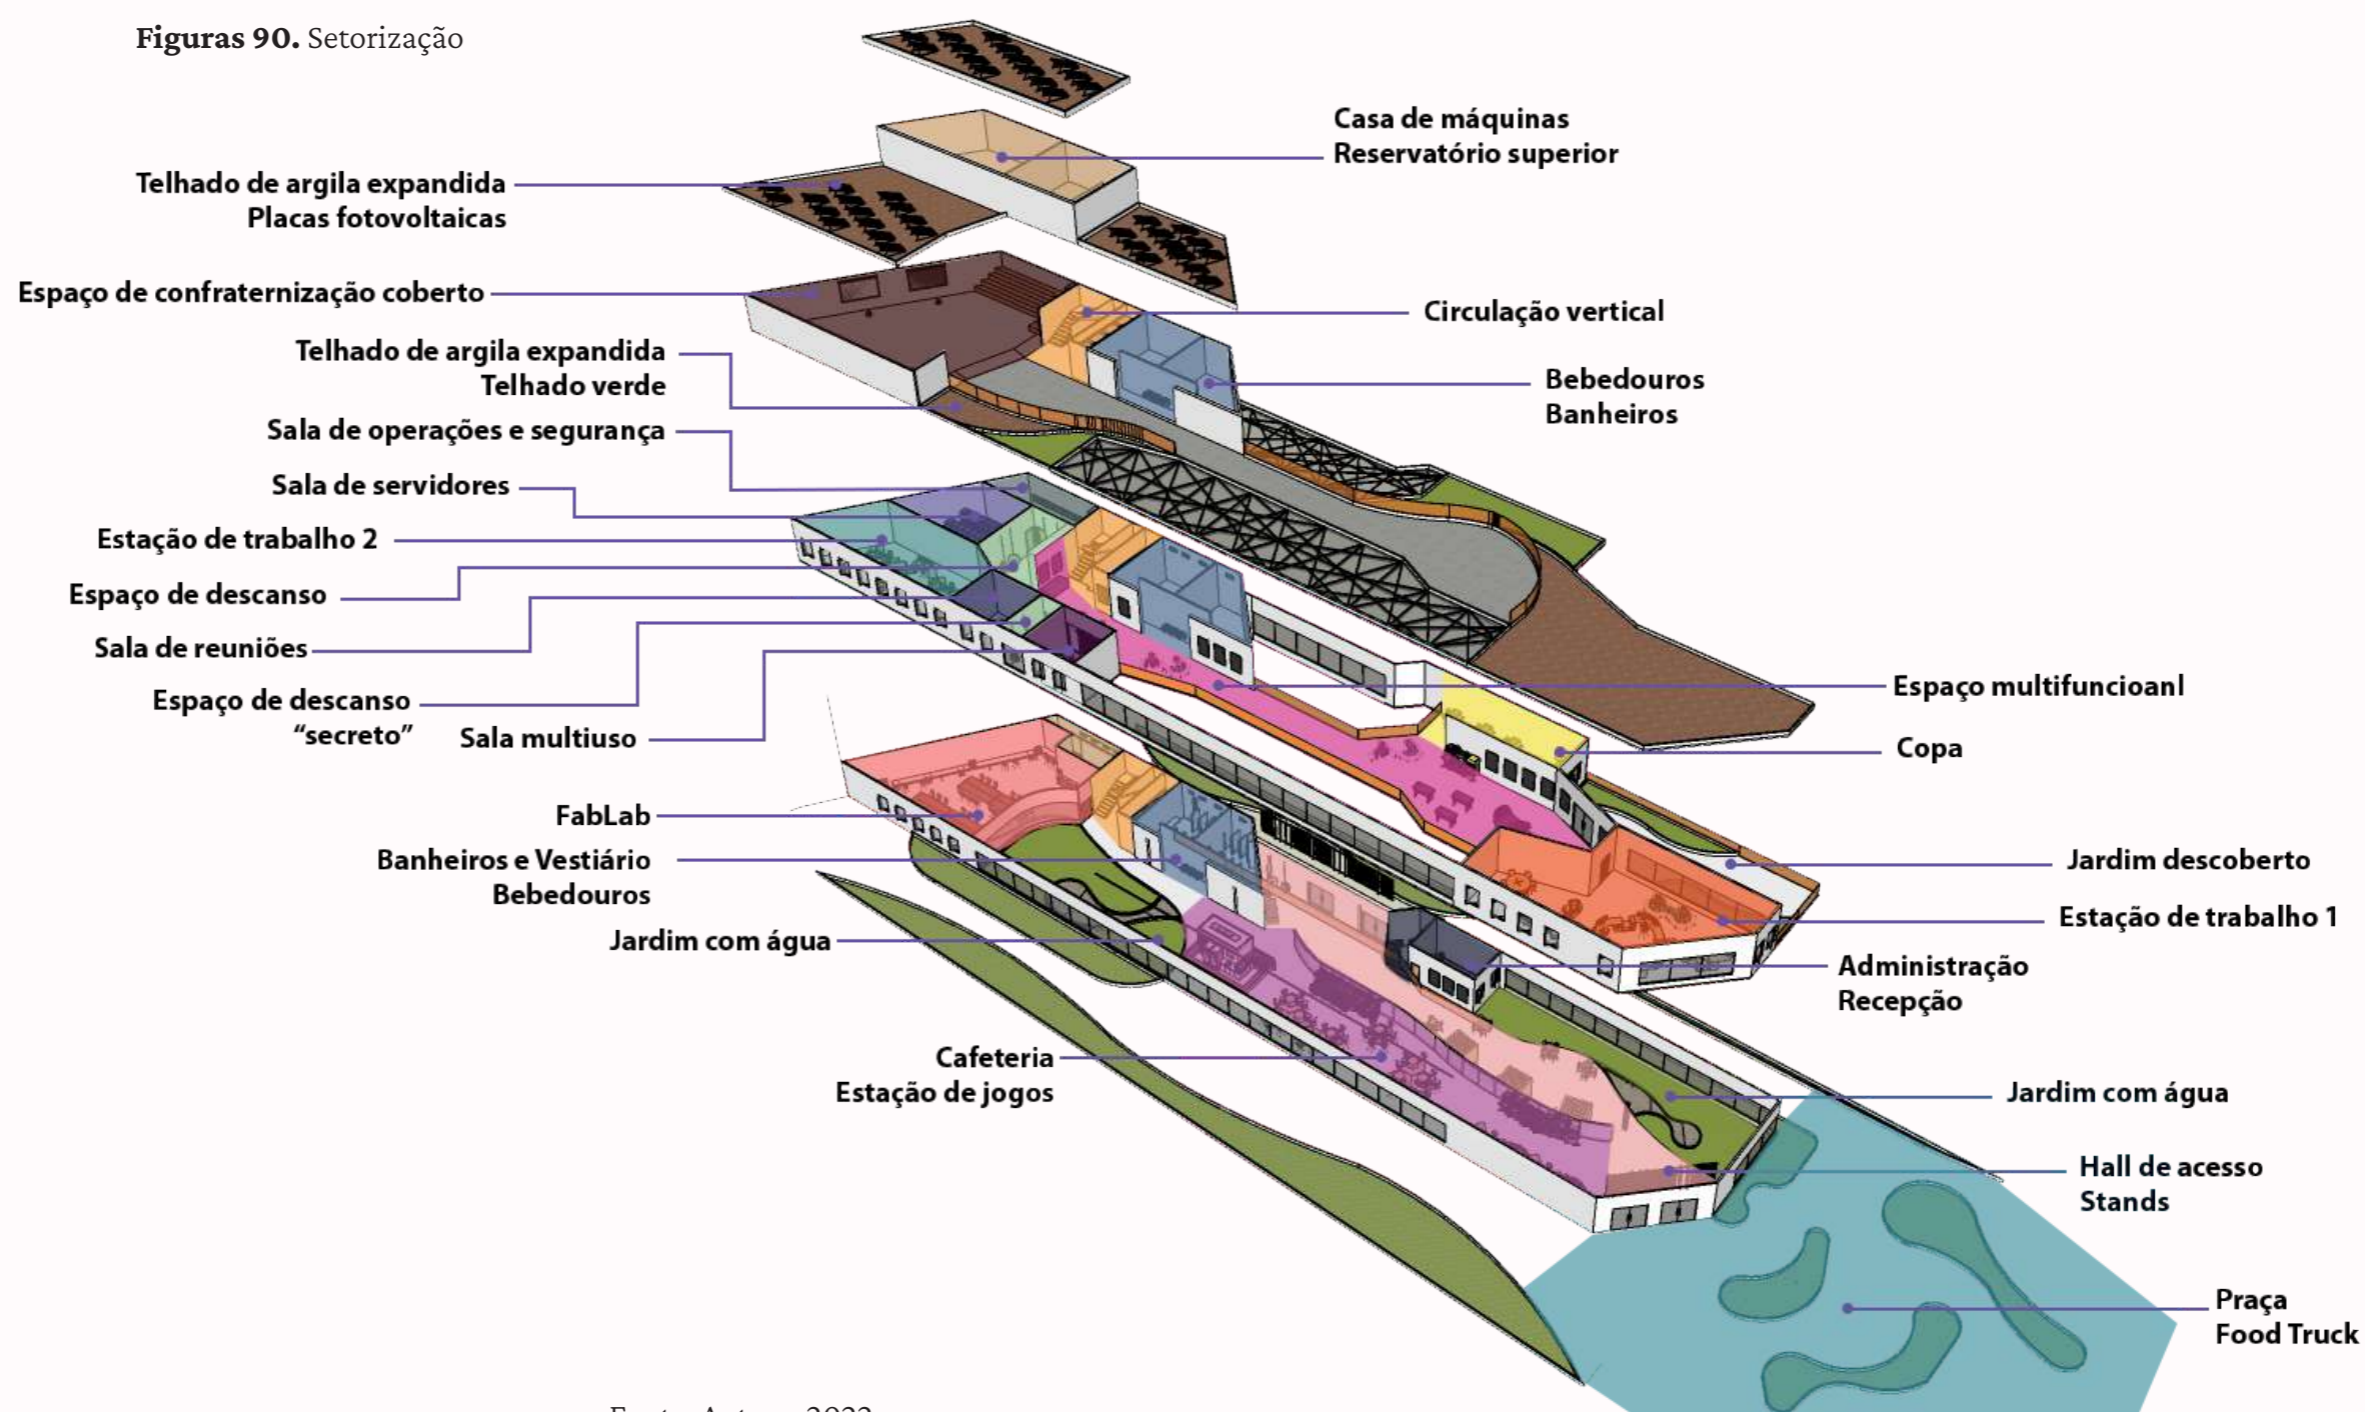 Figuras 90. Setorização
Casa de máquinas
Reservatório superior
Telhado de argila expandida
Placas fotovoltaicas
Espaço de confraternização coberto
Circulação vertical
Telhado de argila expandida
Telhado verde
Bebedouros
Banheiros
Sala de operações e segurança
Sala de servidores
Estação de trabalho 2
Espaço de descanso
Sala de reuniões
Espaço de descanso
“secreto”
Sala multiuso
Espaço multifuncioanl
Copa
FabLab
Banheiros e Vestiário
Bebedouros
Jardim descoberto
Estação de trabalho 1
Jardim com água
Administração
Recepção
Cafeteria
Estação de jogos
Jardim com água
Hall de acesso
Stands
Praça
Food Truck